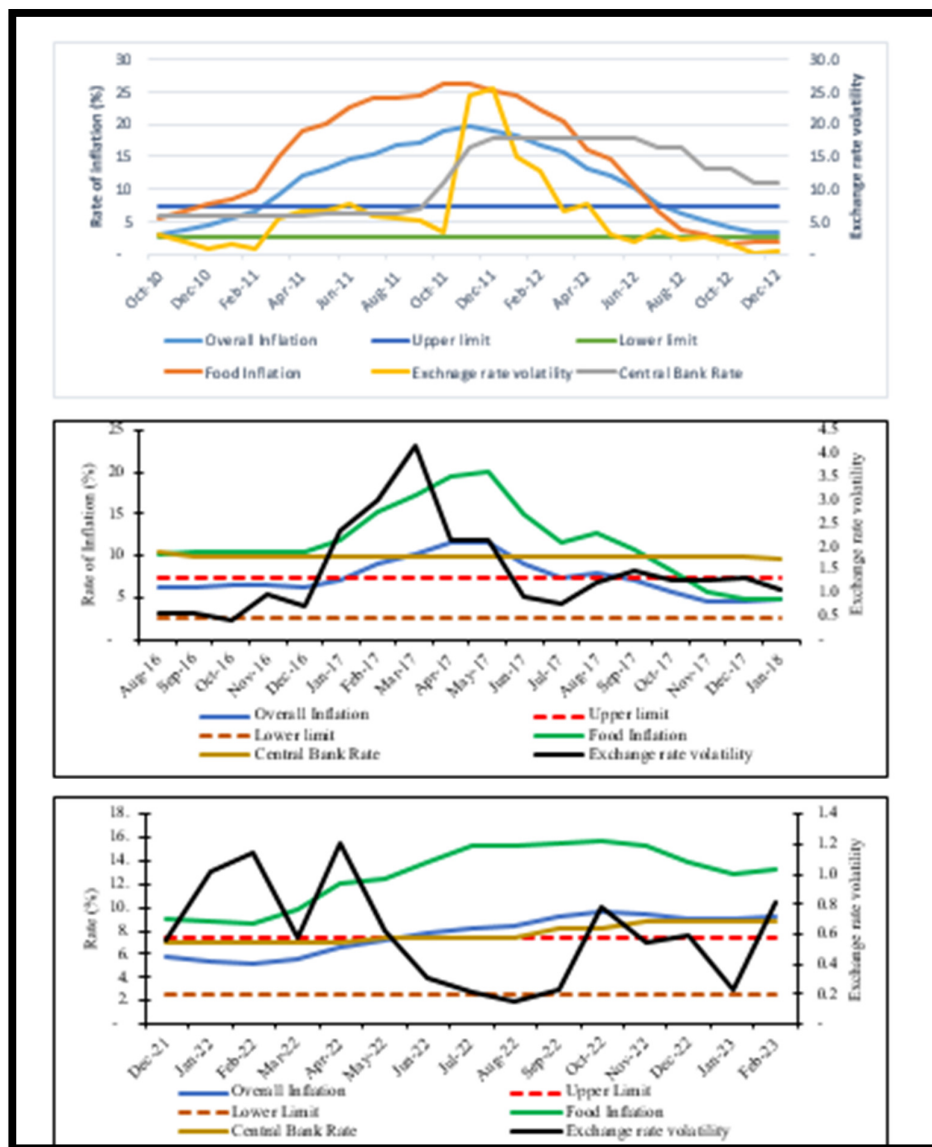 30 30.0
25 25.0
20 20.0
15 15.0
10 10.0
5 5.0
- -
Rate of inflation (%)
Exchange rate volatility
Oct-10 Dec-10 Feb-11 Apr-11 Jun-11 Aug-11 Oct-11 Dec-11 Feb-12 Apr-12 Jun-12 Aug-12 Oct-12 Dec-12
Overall Inflation Upper limit Lower limit
Food Inflation Exchnage rate volatility Central Bank Rate
25 4.5
4.0
20 3.5
3.0
15 2.5
10 2.0
1.5
5 1.0
0.5
- -
Rate of Inflation (%)
Exchange rate volatility
Aug-16 Sep-16 Oct-16 Nov-16 Dec-16 Jan-17 Feb-17 Mar-17 Apr-17 May-17 Jun-17 Jul-17 Aug-17 Sep-17 Oct-17 Nov-17 Dec-17 Jan-18
Overall Inflation Upper limit
Lower limit Food Inflation
Central Bank Rate Exchange rate volatility
18. 1.4
16. 1.2
14.
12. 1.0
10. 0.8
8. 0.6
6.
4. 0.4
2. 0.2
- -
Rate (%)
Exchange rate volatility
Dec-21 Jan-22 Feb-22 Mar-22 Apr-22 May-22 Jun-22 Jul-22 Aug-22 Sep-22 Oct-22 Nov-22 Dec-22 Jan-23 Feb-23
Overall Inflation Upper Limit
Lower Limit Food Inflation
Central Bank Rate Exchange rate volatility